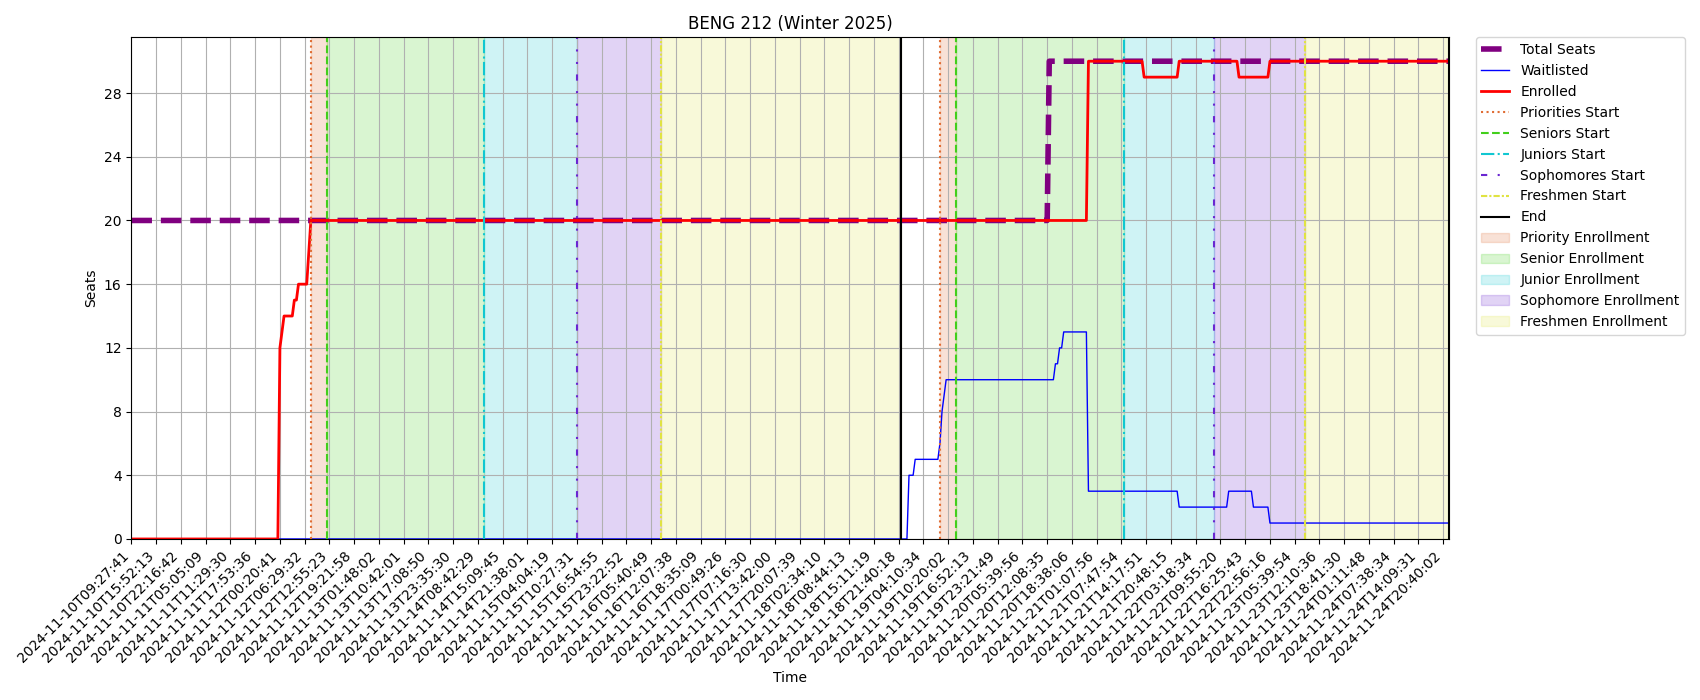 BENG 212 (Winter 2025)
Seats
28
24
20
16
12
8
4
0
2024-11-10T09:27:41
2024-11-10T15:52:13
2024-11-10T22:16:42
2024-11-11T05:05:09
2024-11-11T11:29:30
2024-11-11T17:53:36
2024-11-12T00:20:41
2024-11-12T06:29:32
2024-11-12T12:55:23
2024-11-12T19:21:58
2024-11-13T01:48:02
2024-11-13T10:42:01
2024-11-13T17:08:50
2024-11-13T23:35:30
2024-11-14T08:42:29
2024-11-14T15:09:45
2024-11-14T21:38:01
2024-11-15T04:04:19
2024-11-15T10:27:31
2024-11-15T16:54:55
2024-11-15T23:22:52
2024-11-16T05:40:49
2024-11-16T12:07:38
2024-11-16T18:35:09
2024-11-17T00:49:26
2024-11-17T07:16:30
2024-11-17T13:42:00
2024-11-17T20:07:39
2024-11-18T02:34:10
2024-11-18T08:44:13
2024-11-18T15:11:19
2024-11-18T21:40:18
2024-11-19T04:10:34
2024-11-19T10:20:02
2024-11-19T16:52:13
2024-11-19T23:21:49
2024-11-20T05:39:56
2024-11-20T12:08:35
2024-11-20T18:38:06
2024-11-21T01:07:56
2024-11-21T07:47:54
2024-11-21T14:17:51
2024-11-21T20:48:15
2024-11-22T03:18:34
2024-11-22T09:55:20
2024-11-22T16:25:43
2024-11-22T22:56:16
2024-11-23T05:39:54
2024-11-23T12:10:36
2024-11-23T18:41:30
2024-11-24T01:11:48
2024-11-24T07:38:34
2024-11-24T14:09:31
2024-11-24T20:40:02
Time
Total Seats
Waitlisted
Enrolled
Priorities Start
Seniors Start
Juniors Start
Sophomores Start
Freshmen Start
End
Priority Enrollment
Senior Enrollment
Junior Enrollment
Sophomore Enrollment
Freshmen Enrollment